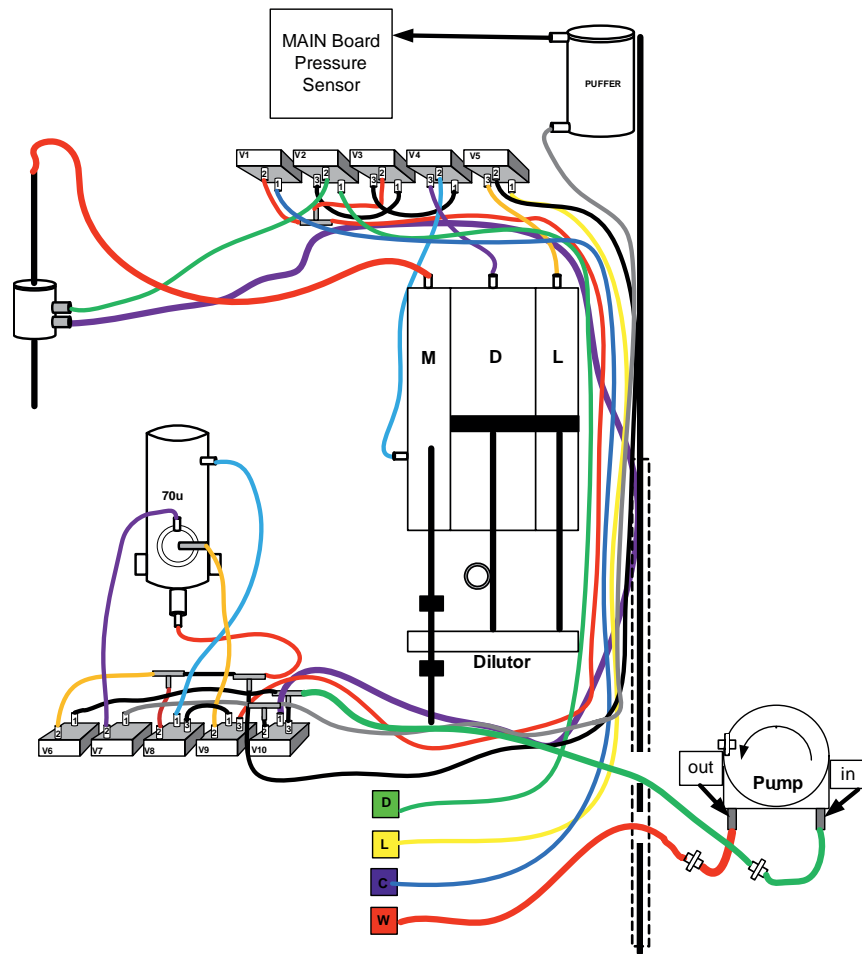 MAIN Board
Pressure
Sensor
PUFFER
V1
V2
V3
V4
V5
2
1
3
2
1
3
2
1
3
2
1
3
2
1
M
D
L
70u
Dilutor
2
1
2
1
2
1
2
1
3
2
1
3
V6
V7
V8
V9
V10
out
in
Pump
D
L
C
W